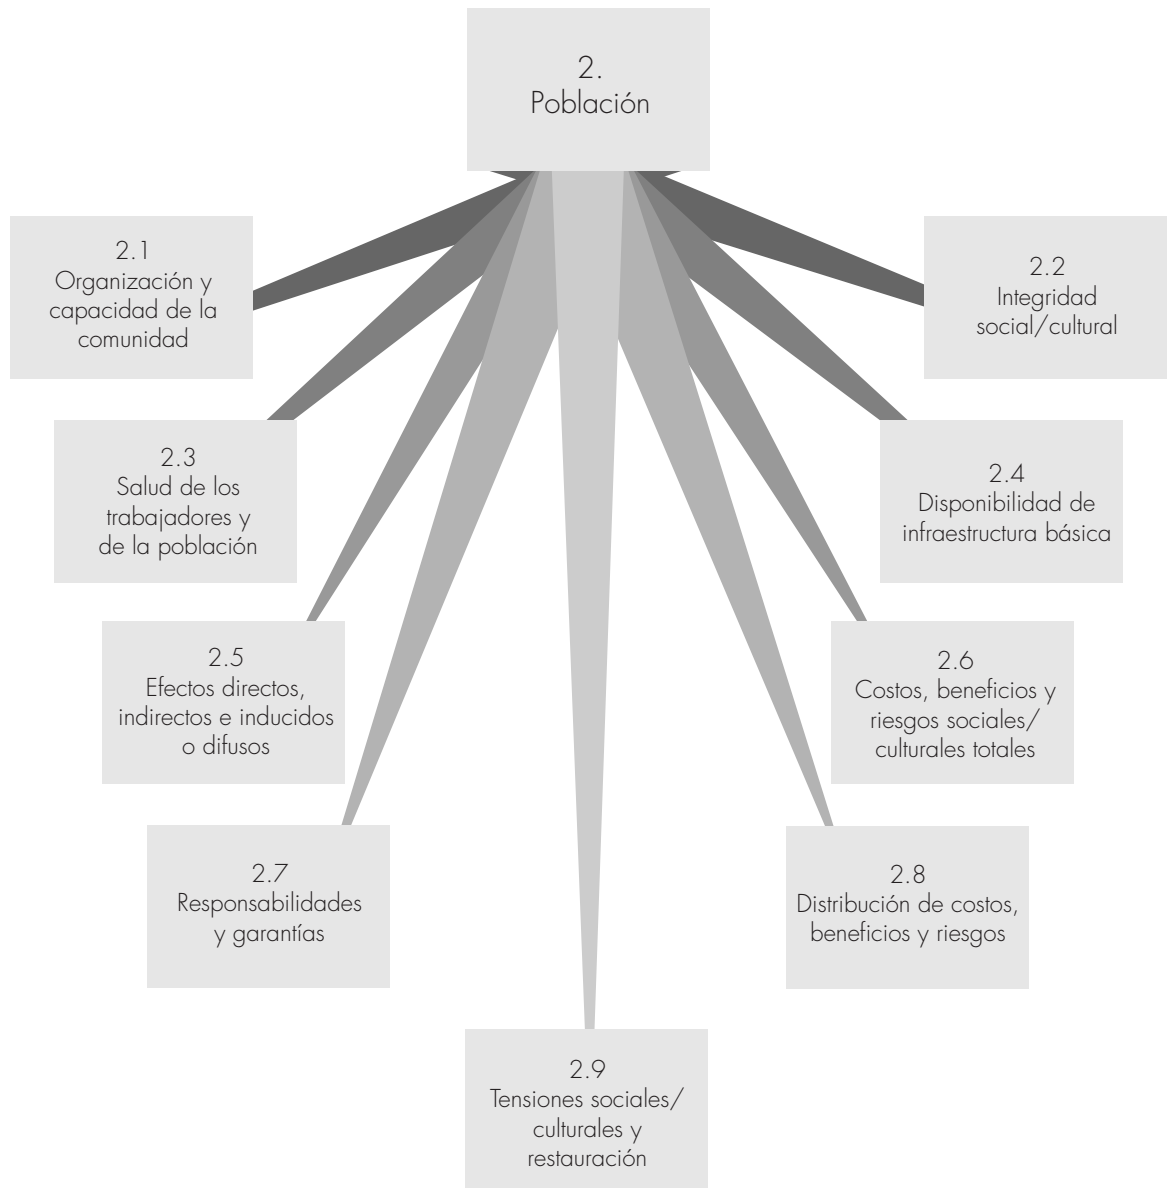 2.
Población
2.1
Organización y
capacidad de la
comunidad
2.2
Integridad
social/cultural
2.3
Salud de los
trabajadores y
de la población
2.4
Disponibilidad de
infraestructura básica
2.5
Efectos directos,
indirectos e inducidos
o difusos
2.6
Costos, beneficios y
riesgos sociales/
culturales totales
2.7
Responsabilidades
y garantías
2.8
Distribución de costos,
beneficios y riesgos
2.9
Tensiones sociales/
culturales y
restauración